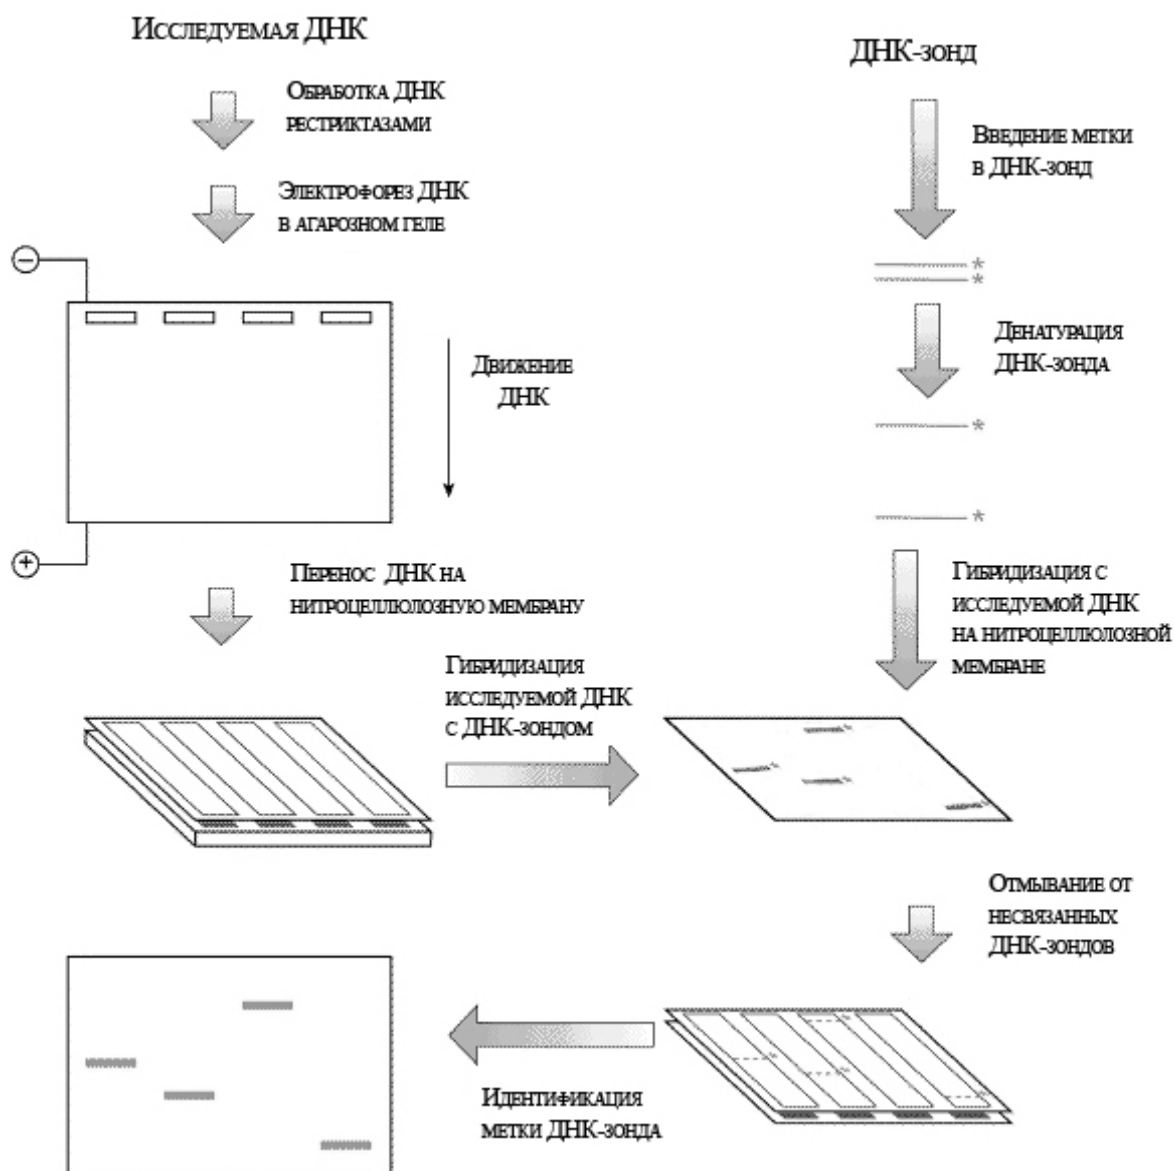 Исследуемая ДНК
Обработка ДНК
рестриктазами
Электрофорез ДНК
в агарозном геле
−
Движение
ДНК
+
Перенос ДНК на
нитроцеллюлозную мембрану
Гибридизация
исследуемой ДНК
с ДНК-зондом
ДНК-зонд
Введение метки
в ДНК-зонд
*
*
Денатурация
ДНК-зонда
*
*
Гибридизация с
исследуемой ДНК
на нитроцеллюлозной
мембране
Отмывание от
несвязанных
ДНК-зондов
Идентификация
метки ДНК-зонда